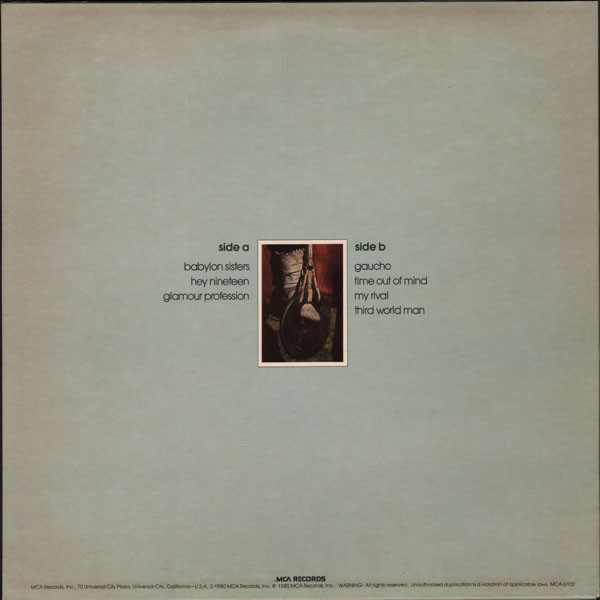 side a
babylon sisters
hey nineteen
glamour profession
side b
gaucho
time out of mind
my rival
third world man
MCA RECORDS
MCA Records, Inc., 70 Universal City Plaza, Universal City, California—U.S.A. ©1980 MCA Records, Inc. ℗ 1980 MCA Records, Inc. WARNING: All rights reserved. Unauthorized duplication is a violation of applicable laws. MCA-6102